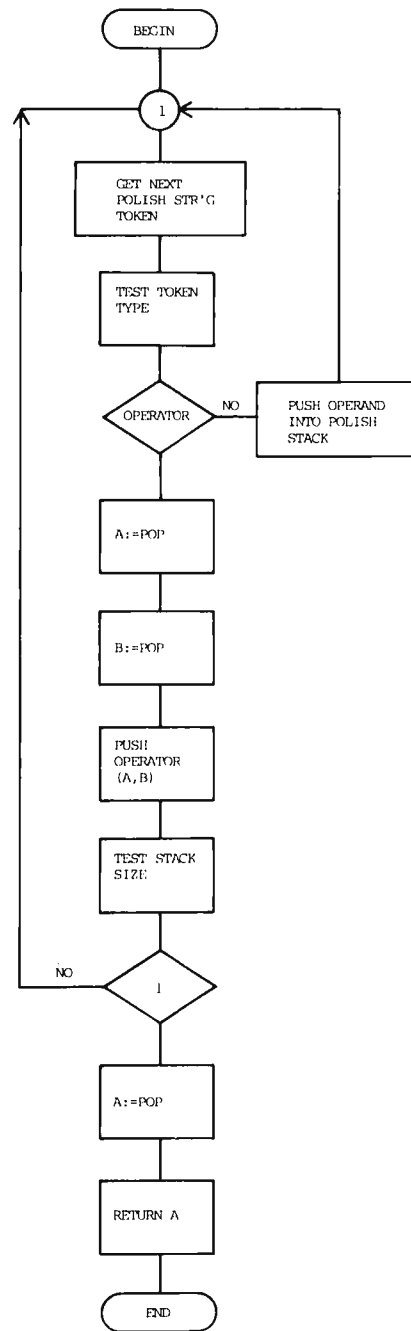 BEGIN
1
GET NEXT
POLISH STR'G
TOKEN
TEST TOKEN
TYPE
OPERATOR
NO
PUSH OPERAND
INTO POLISH
STACK
A:=POP
B:=POP
PUSH
OPERATOR
(A,B)
TEST STACK
SIZE
NO
1
A:=POP
RETURN A
END